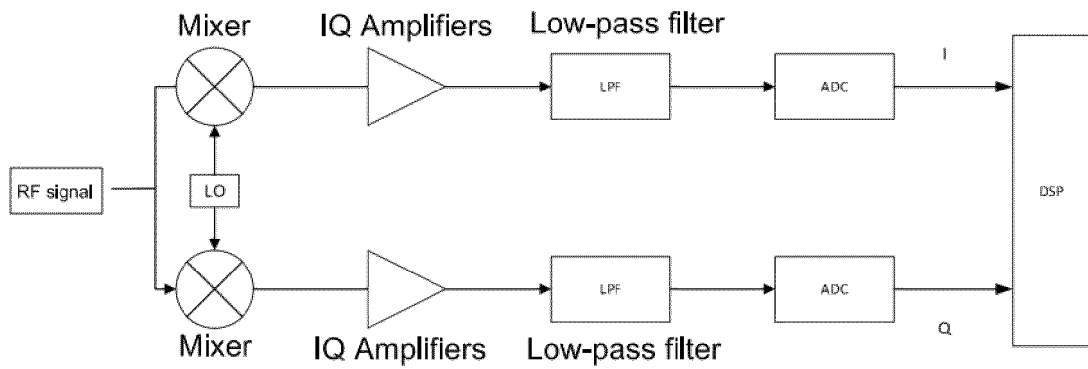 Mixer
IQ Amplifiers
Low-pass filter
LPF
ADC
I
RF signal
LO
DSP
LPF
ADC
Mixer
IQ Amplifiers
Low-pass filter
Q